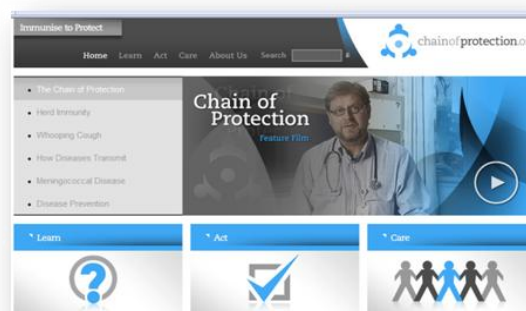 Immunise to Protect
Home Learn Act Care About Us Search
chainofprotection.o
The Chain of Protection
Herd Immunity
Whooping Cough
How Diseases Transmit
Meningococcal Disease
Disease Prevention
Chain of
Protection
Feature Film
Learn
Act
Care